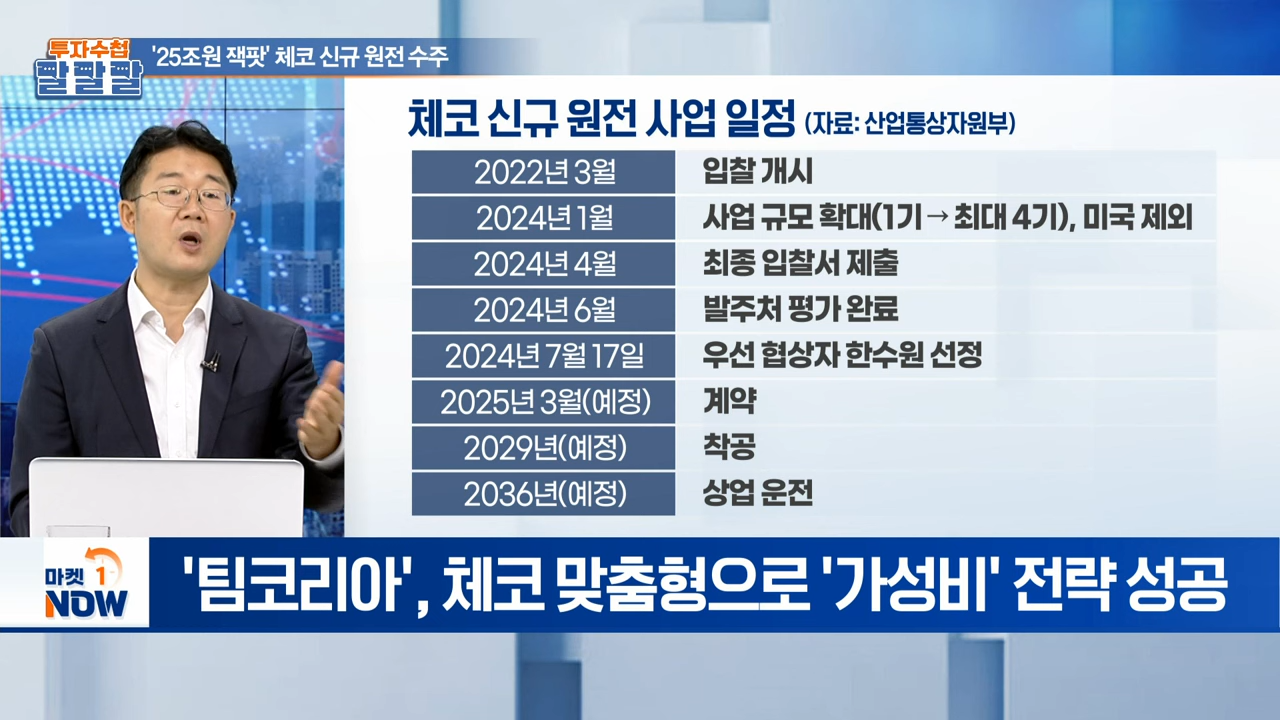 투자수첩
팔팔팔
'25조원 잭팟' 체코 신규 원전 수주
체코 신규 원전 사업 일정 (자료: 산업통상자원부)
2022년 3월 입찰 개시
2024년 1월 사업 규모 확대(1기 → 최대 4기), 미국 제외
2024년 4월 최종 입찰서 제출
2024년 6월 발주처 평가 완료
2024년 7월 17일 우선 협상자 한수원 선정
2025년 3월(예정) 계약
2029년(예정) 착공
2036년(예정) 상업 운전
마켓 1
NOW
'팀코리아', 체코 맞춤형으로 '가성비' 전략 성공